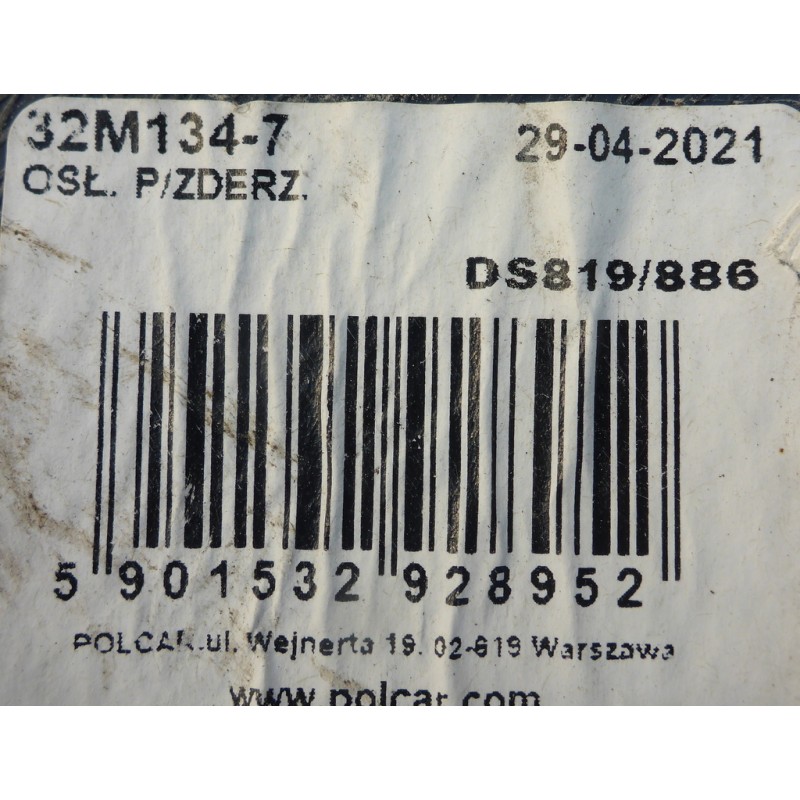 32M134-7 29-04-2021
OSŁ. P/ZDERZ.
DS819/886
5 901532 928952
POLCAR.ul. Wejnerta 19. 02-619 Warszawa
www.polcar.com